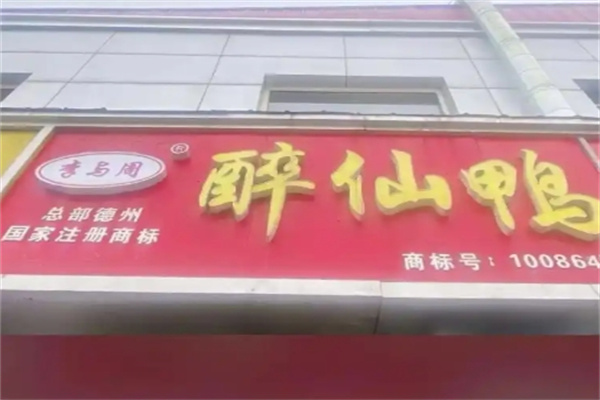 李与周
®
醉仙鸭
总部德州
国家注册商标
商标号：100864